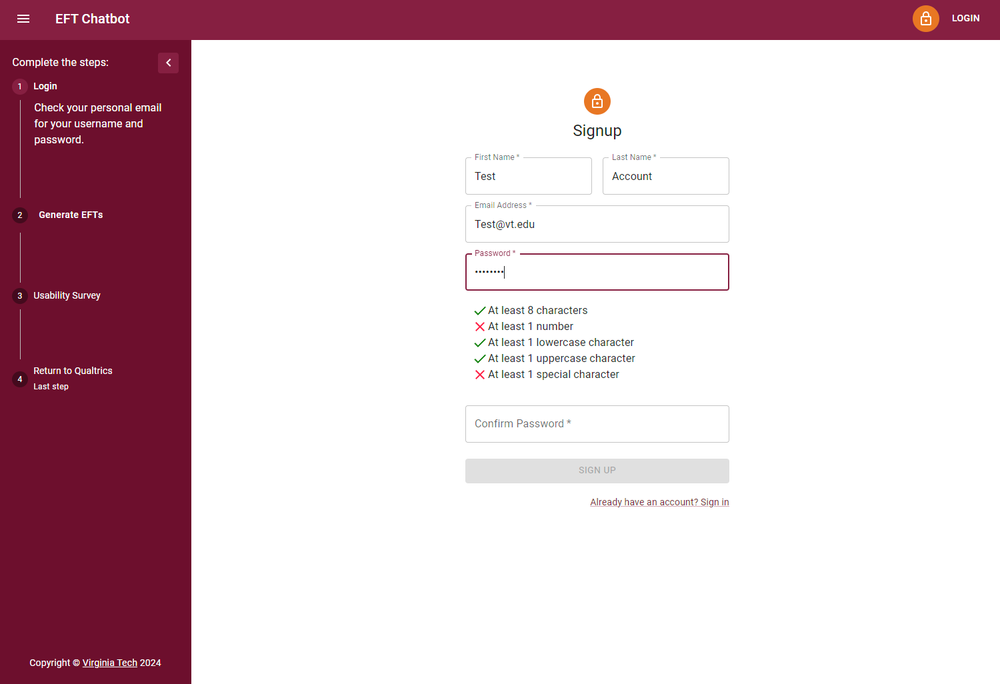 EFT Chatbot
LOGIN
Complete the steps:
1 Login
Check your personal email
for your username and
password.
2 Generate EFTs
3 Usability Survey
4 Return to Qualtrics
Last step
Copyright © Virginia Tech 2024
Signup
First Name *
Test
Last Name *
Account
Email Address *
Test@vt.edu
Password *
••••••••
At least 8 characters
At least 1 number
At least 1 lowercase character
At least 1 uppercase character
At least 1 special character
Confirm Password *
SIGN UP
Already have an account? Sign in